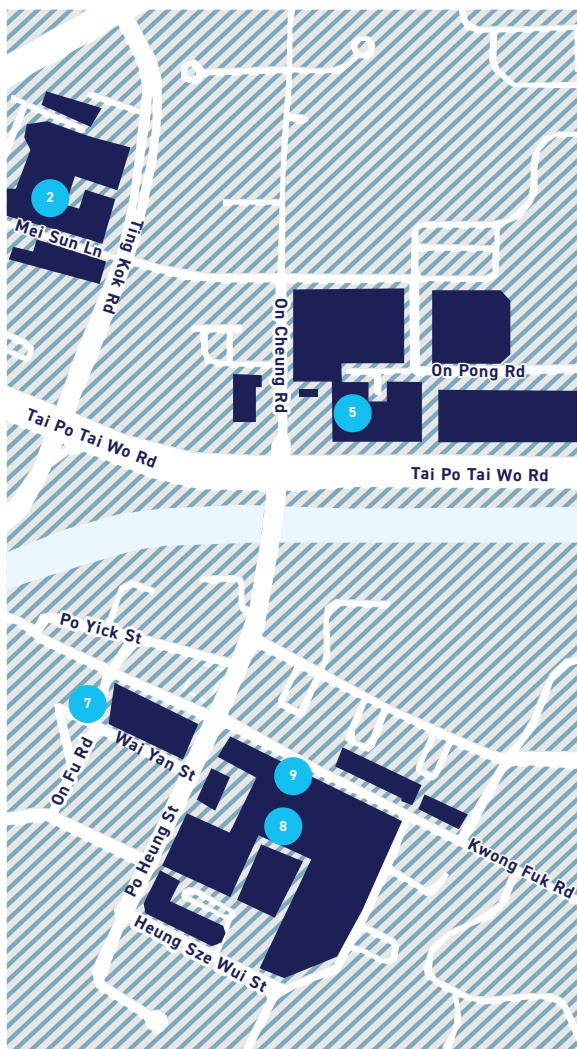 2
Mei Sun Ln
Ting Kok Rd
On Cheung Rd
On Pong Rd
5
Tai Po Tai Wo Rd
Tai Po Tai Wo Rd
Po Yick St
7
Wai Yan St
On Fu Rd
9
8
Po Heung St
Kwong Fuk Rd
Heung Sze Wui St